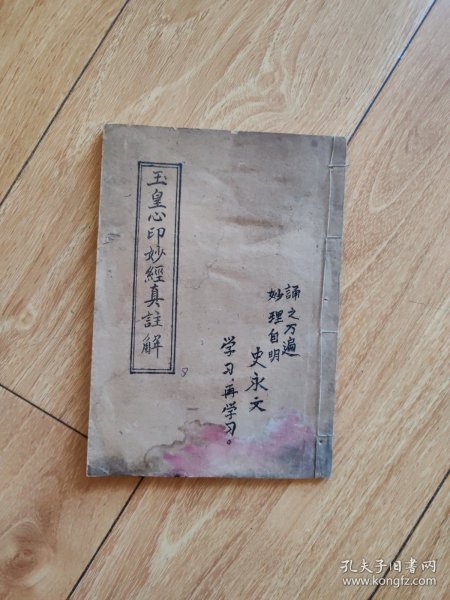 玉皇心印妙經真註解
誦之万遍
妙理自明
史永文
学习再学习。
孔夫子旧书网
www.kongfz.com